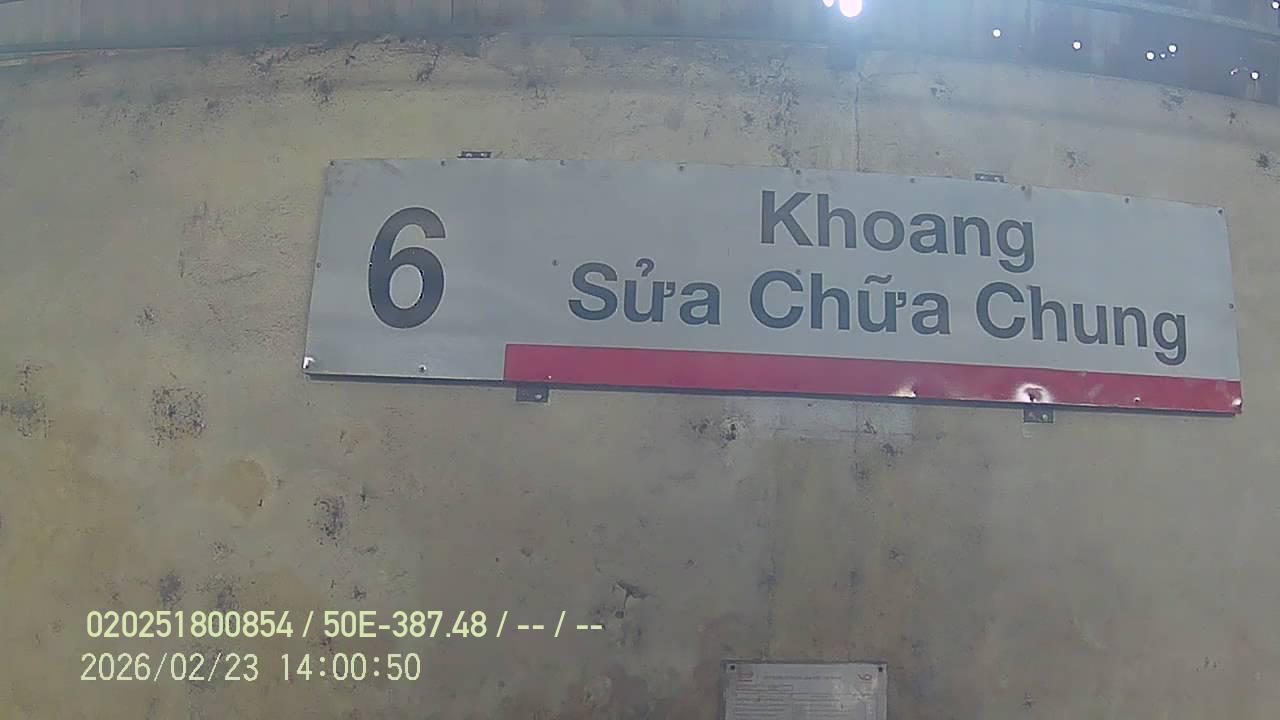 6
Khoang
Sửa Chữa Chung
020251800854 / 50E-387.48 / -- / --
2026/02/23 14:00:50